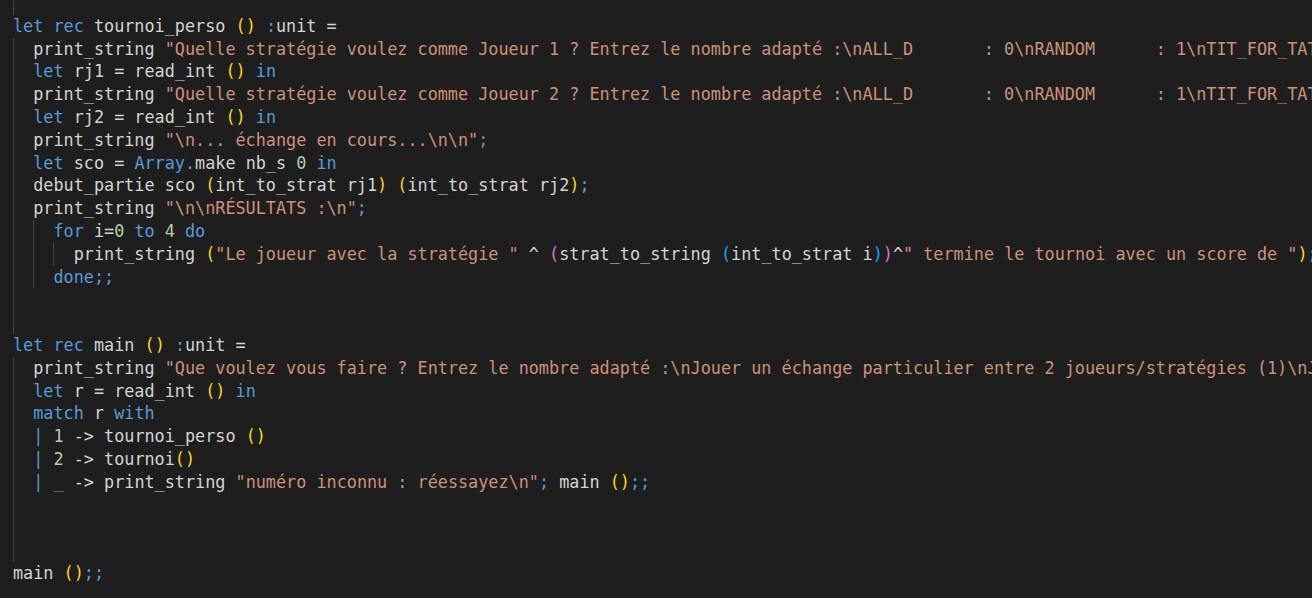 let rec tournoi_perso () :unit =
  print_string "Quelle stratégie voulez comme Joueur 1 ? Entrez le nombre adapté :\nALL_D       : 0\nRANDOM      : 1\nTIT_FOR_TAT
  let rj1 = read_int () in
  print_string "Quelle stratégie voulez comme Joueur 2 ? Entrez le nombre adapté :\nALL_D       : 0\nRANDOM      : 1\nTIT_FOR_TAT
  let rj2 = read_int () in
  print_string "\n... échange en cours...\n\n";
  let sco = Array.make nb_s 0 in
  debut_partie sco (int_to_strat rj1) (int_to_strat rj2);
  print_string "\n\nRÉSULTATS :\n";
    for i=0 to 4 do
      print_string ("Le joueur avec la stratégie " ^ (strat_to_string (int_to_strat i))^" termine le tournoi avec un score de ");
    done;;
let rec main () :unit =
  print_string "Que voulez vous faire ? Entrez le nombre adapté :\nJouer un échange particulier entre 2 joueurs/stratégies (1)\nJ
  let r = read_int () in
  match r with
  | 1 -> tournoi_perso ()
  | 2 -> tournoi()
  | _ -> print_string "numéro inconnu : réessayez\n"; main ();;
main ();;